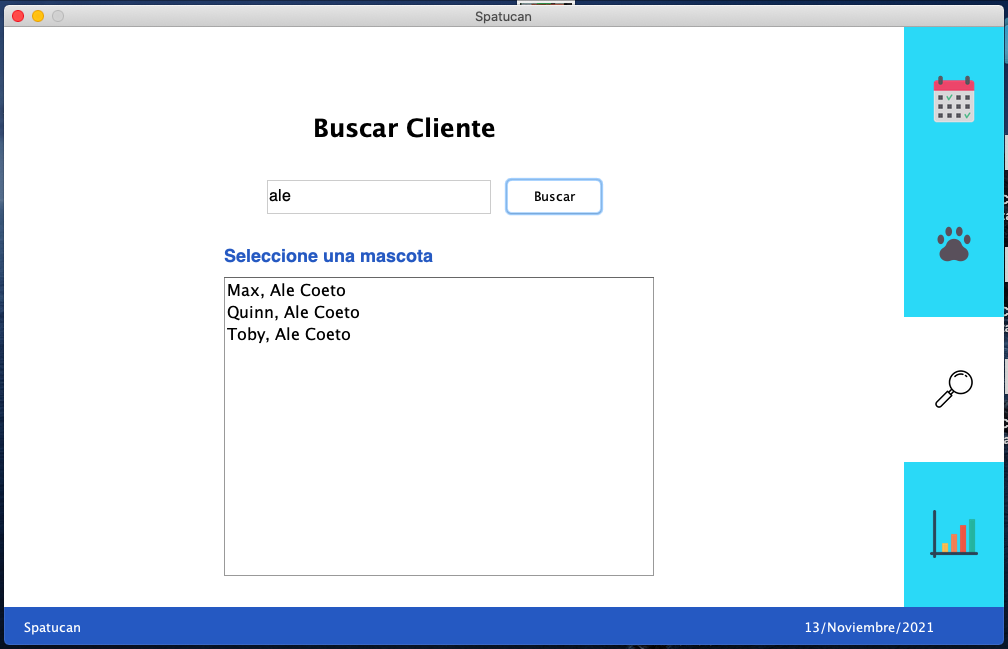 Spatucan
Buscar Cliente
ale
Buscar
Seleccione una mascota
Max, Ale Coeto
Quinn, Ale Coeto
Toby, Ale Coeto
Spatucan
13/Noviembre/2021